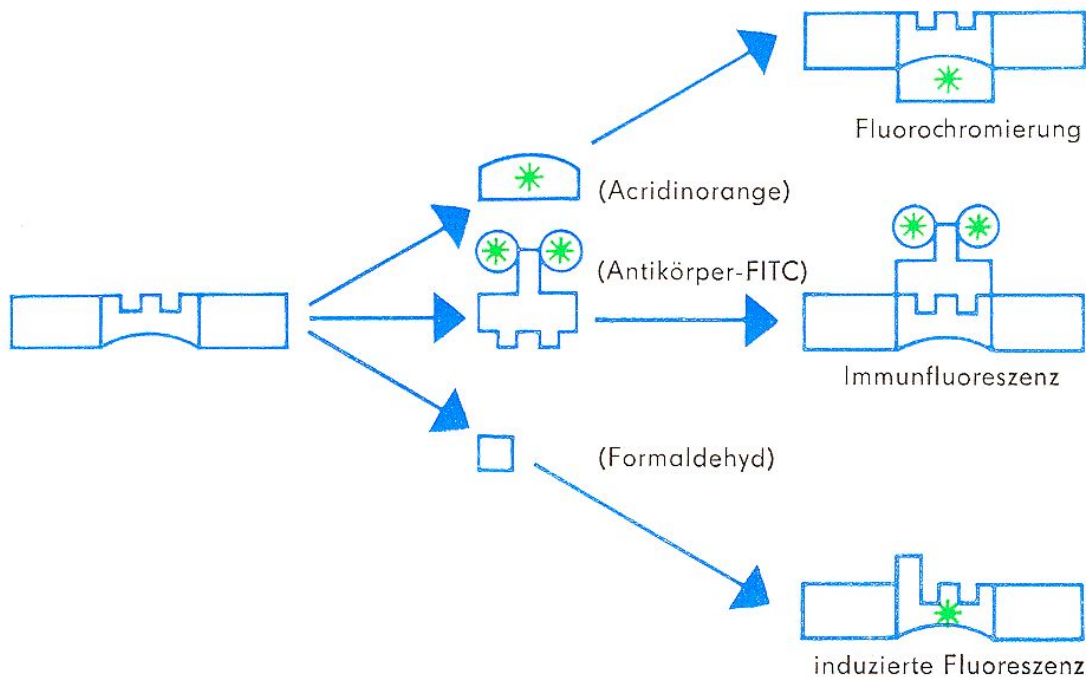 Fluorochromierung
(Acridinorange)
(Antikörper-FITC)
Immunfluoreszenz
(Formaldehyd)
induzierte Fluoreszenz